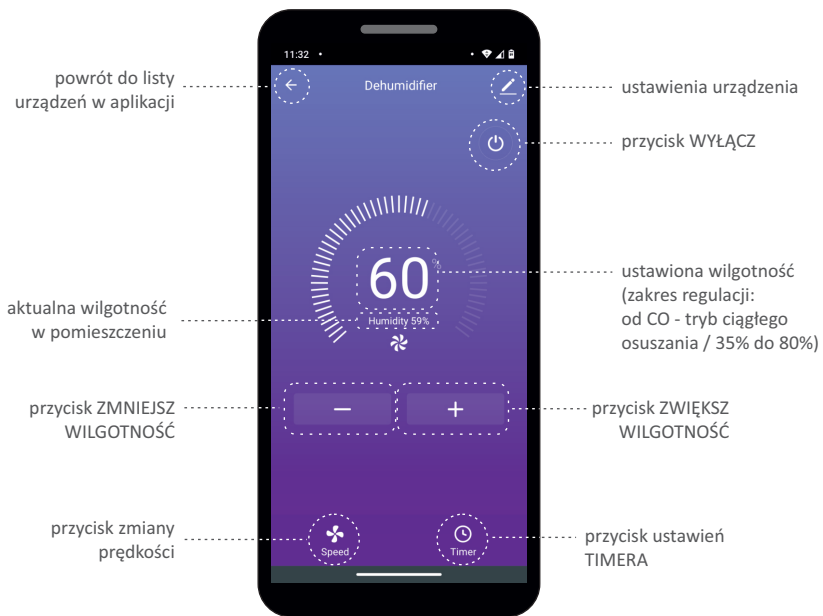 11:32
powrót do listy
urządzeń w aplikacji
Dehumidifier
ustawienia urządzenia
przycisk WYŁĄCZ
60%
ustawiona wilgotność
(zakres regulacji:
od CO - tryb ciągłego
osuszania / 35% do 80%)
aktualna wilgotność
w pomieszczeniu
Humidity 59%
przycisk ZMNIEJSZ
WILGOTNOŚĆ
−
+
przycisk ZWIĘKSZ
WILGOTNOŚĆ
przycisk zmiany
prędkości
Speed
Timer
przycisk ustawień
TIMERA